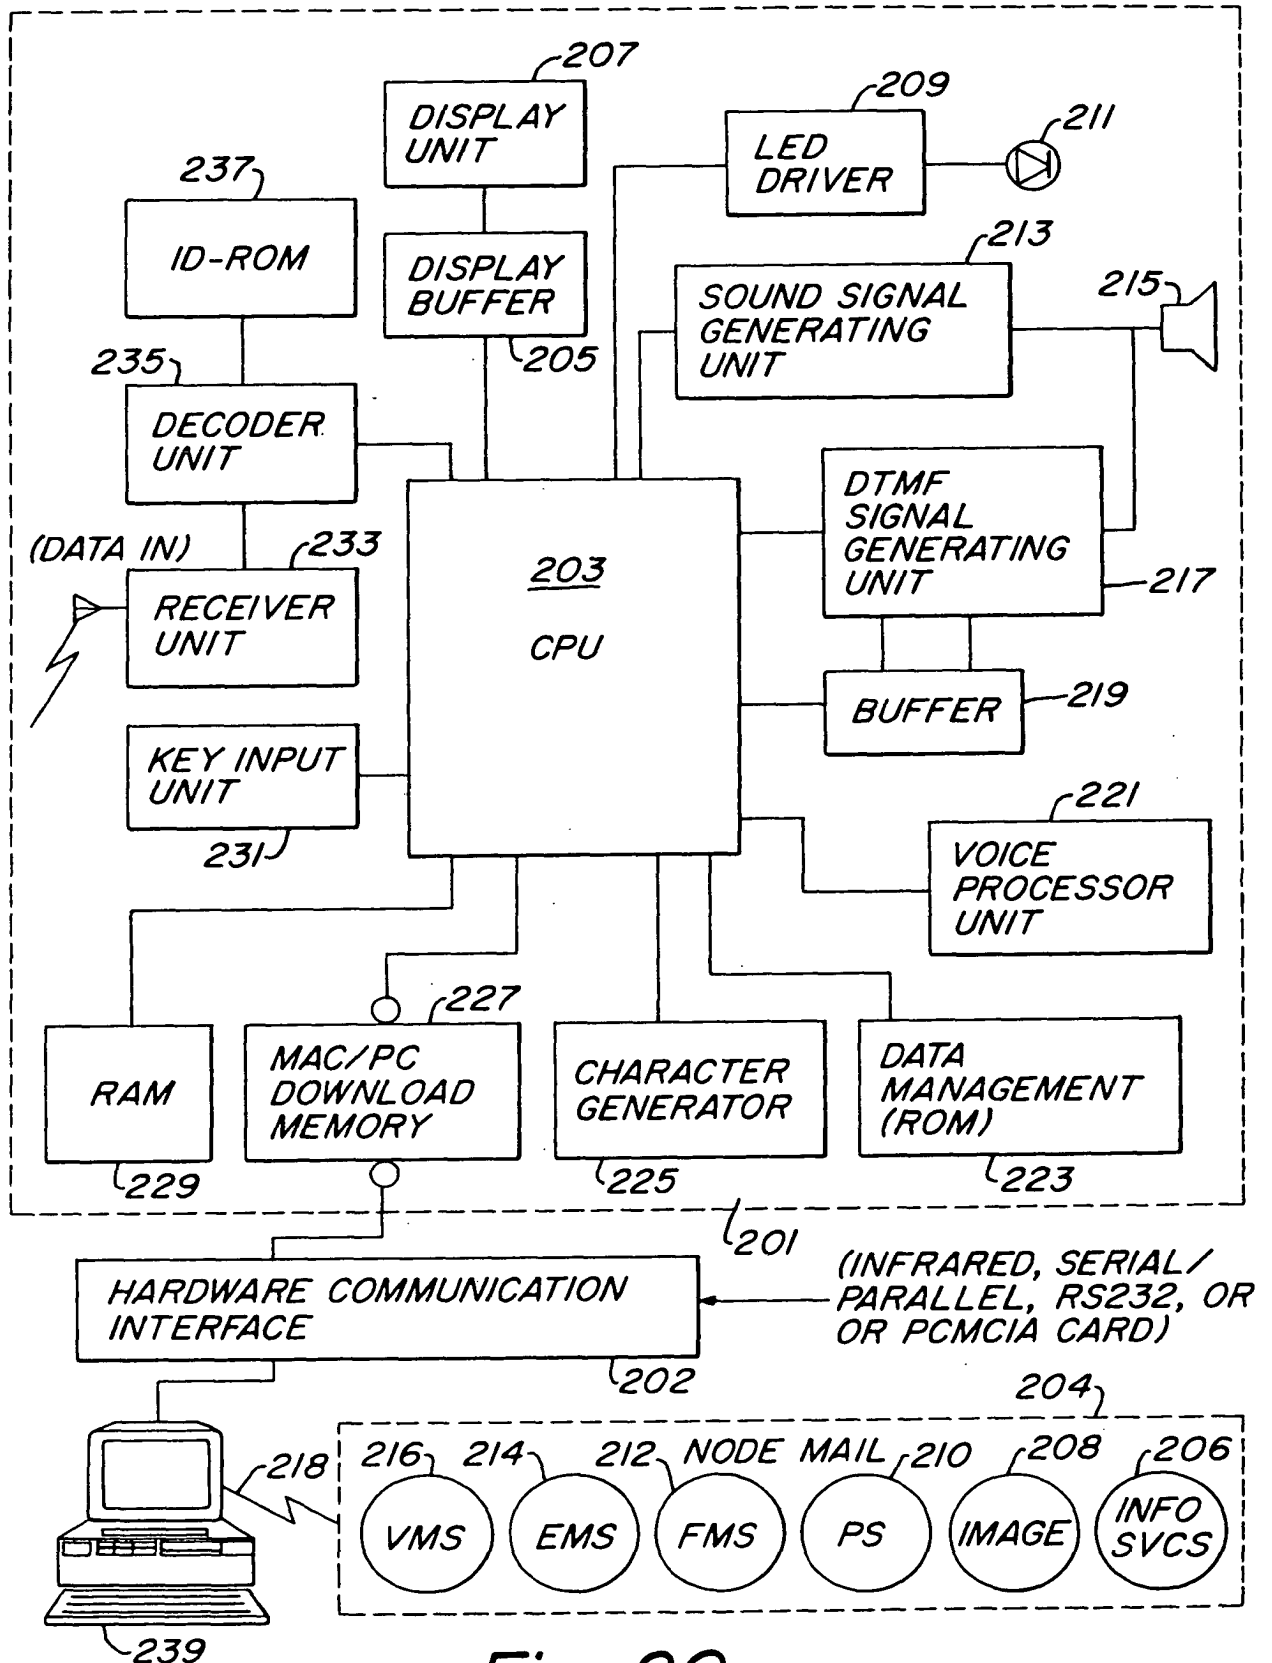 207
DISPLAY
UNIT
209
LED
DRIVER
211
237
ID-ROM
DISPLAY
BUFFER
205
213
SOUND SIGNAL
GENERATING
UNIT
215
235
DECODER
UNIT
(DATA IN)
233
RECEIVER
UNIT
203
CPU
DTMF
SIGNAL
GENERATING
UNIT
217
BUFFER
219
KEY INPUT
UNIT
231
221
VOICE
PROCESSOR
UNIT
RAM
229
227
MAC/PC
DOWNLOAD
MEMORY
CHARACTER
GENERATOR
225
DATA
MANAGEMENT
(ROM)
223
201
HARDWARE COMMUNICATION
INTERFACE
202
(INFRARED, SERIAL/
PARALLEL, RS232, OR
OR PCMCIA CARD)
204
218
NODE MAIL
216
VMS
214
EMS
212
FMS
210
PS
208
IMAGE
206
INFO
SVCS
239